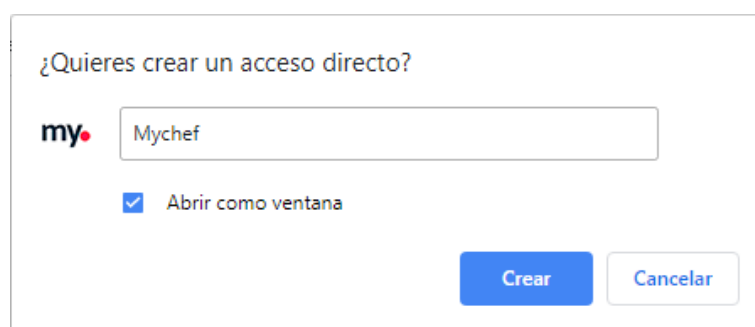 ¿Quieres crear un acceso directo?
my.
Mychef
Abrir como ventana
Crear
Cancelar